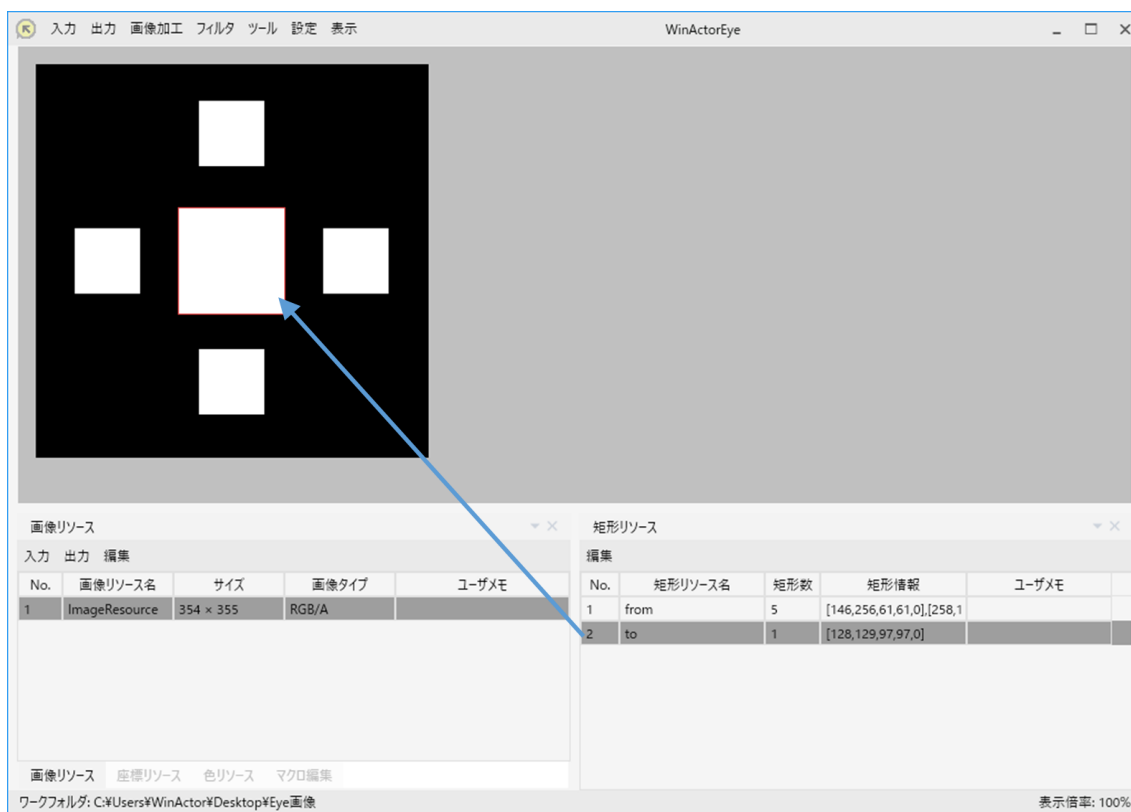 入力 出力 画像加工 フィルタ ツール 設定 表示 WinActorEye
画像リソース
入力 出力 編集
No. 画像リソース名 サイズ 画像タイプ ユーザメモ
1 ImageResource 354 × 355 RGB/A
画像リソース 座標リソース 色リソース マクロ編集
矩形リソース
編集
No. 矩形リソース名 矩形数 矩形情報 ユーザメモ
1 from 5 [146,256,61,61,0],[258,1
2 to 1 [128,129,97,97,0]
ワークフォルダ: C:¥Users¥WinActor¥Desktop¥Eye画像 表示倍率: 100%